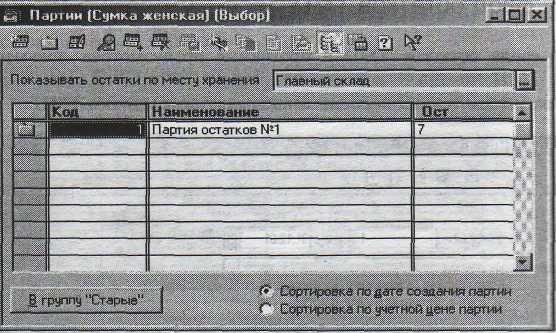 Партии (Сумка женская) (Выбор)
Показывать остатки по месту хранения Главный склад ...
Код Наименование Ост
1 Партия остатков №1 7
В группу "Старые"
Сортировка по дате создания партии
Сортировка по учетной цене партии